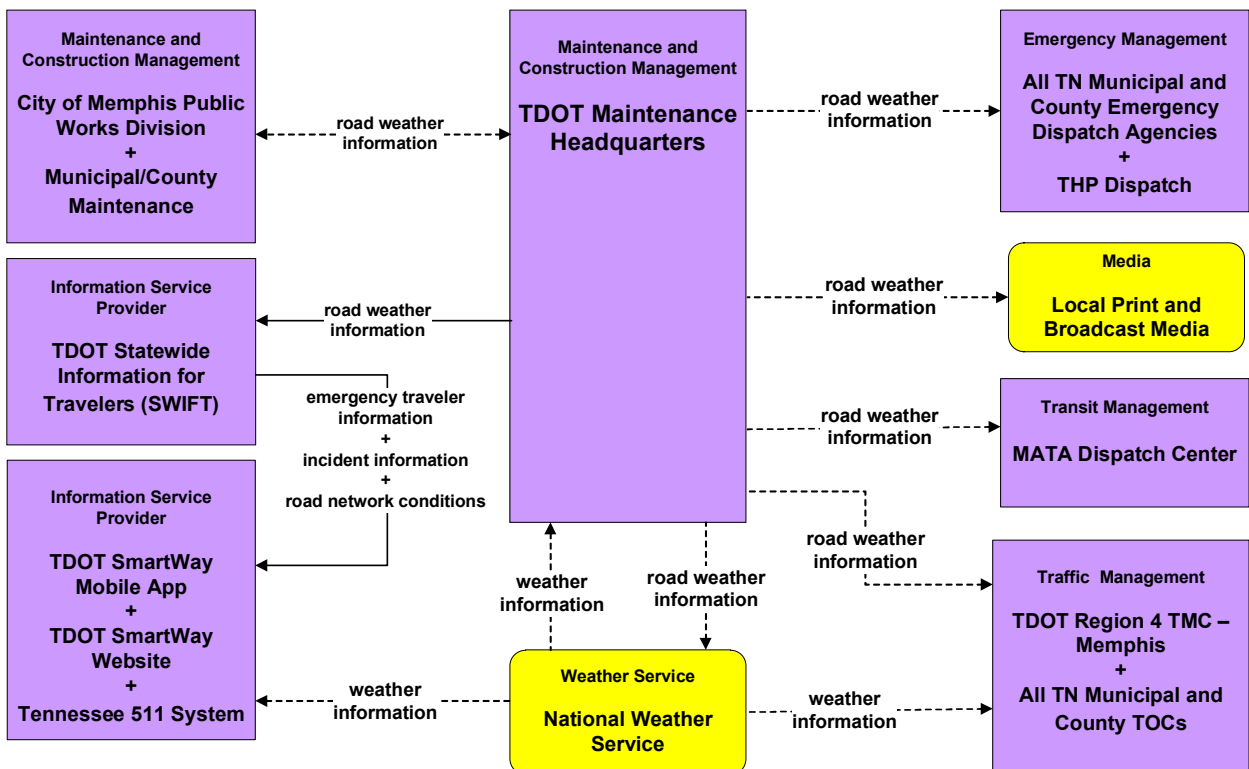 Maintenance and
Construction Management
City of Memphis Public
Works Division
+
Municipal/County
Maintenance
road weather
information
Maintenance and
Construction Management
TDOT Maintenance
Headquarters
road weather
information
Emergency Management
All TN Municipal and
County Emergency
Dispatch Agencies
+
THP Dispatch
Information Service
Provider
TDOT Statewide
Information for
Travelers (SWIFT)
road weather
information
emergency traveler
information
+
incident information
+
road network conditions
road weather
information
Media
Local Print and
Broadcast Media
road weather
information
Transit Management
MATA Dispatch Center
Information Service
Provider
TDOT SmartWay
Mobile App
+
TDOT SmartWay
Website
+
Tennessee 511 System
weather
information
road weather
information
road weather
information
Traffic Management
TDOT Region 4 TMC –
Memphis
+
All TN Municipal and
County TOCs
weather
information
Weather Service
National Weather
Service
weather
information